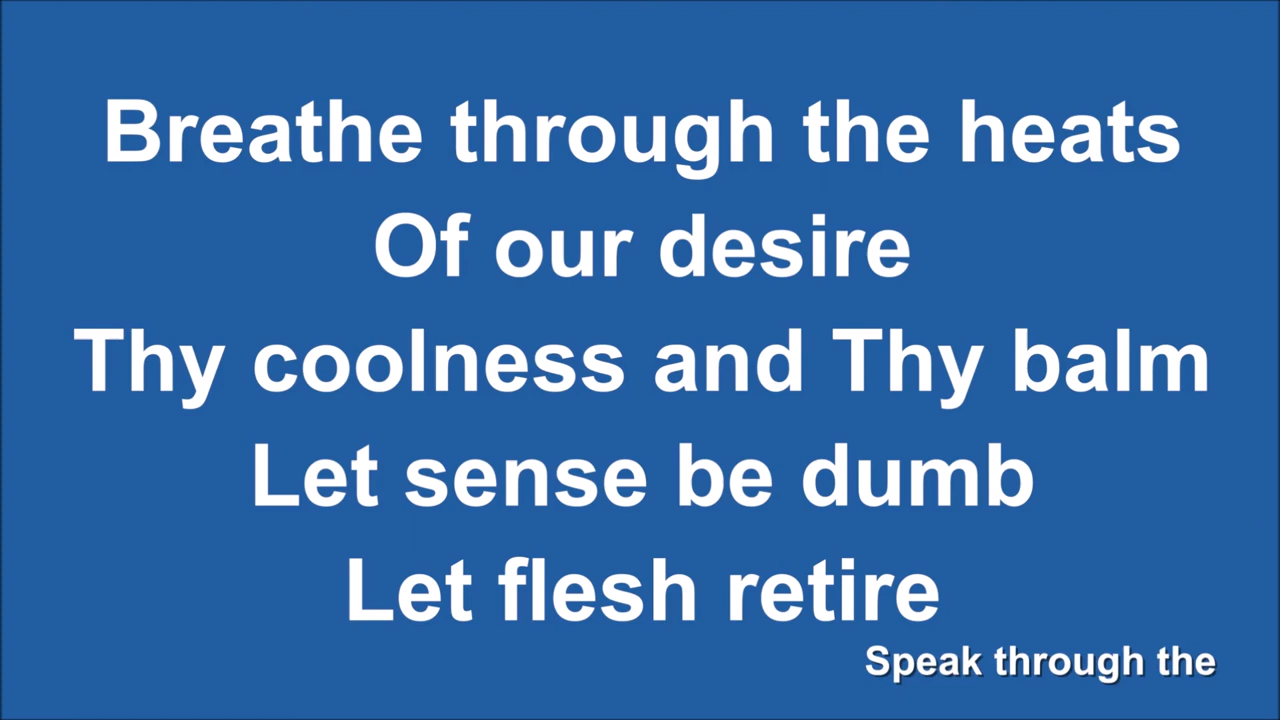 Breathe through the heats
Of our desire
Thy coolness and Thy balm
Let sense be dumb
Let flesh retire
Speak through the